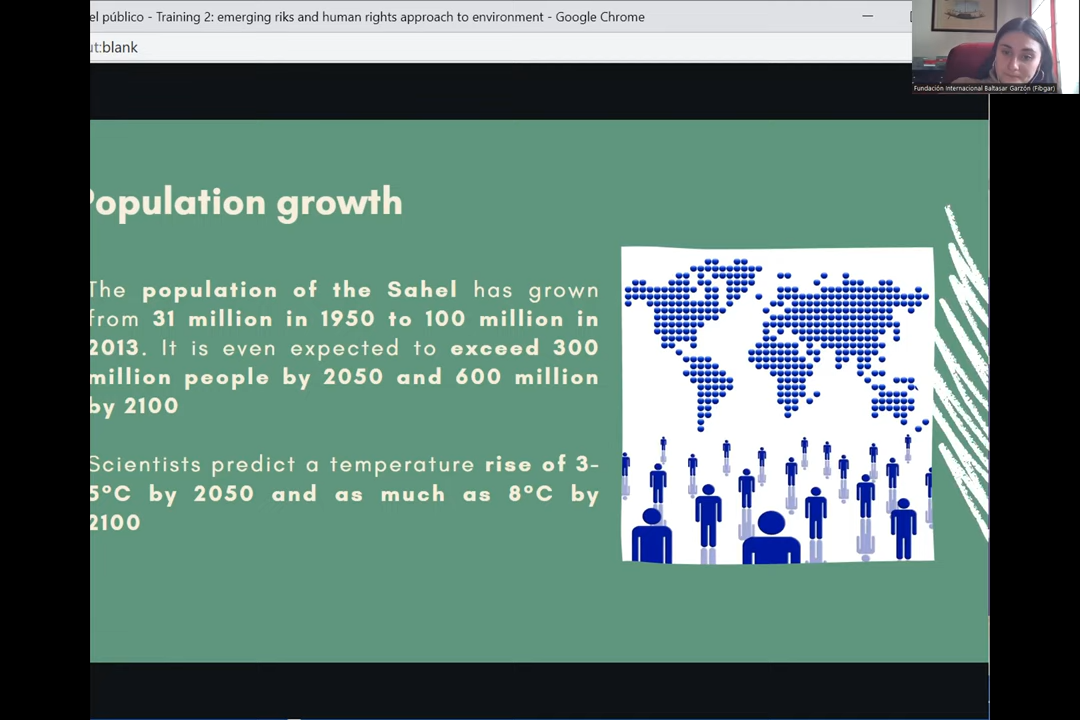 el público - Training 2: emerging riks and human rights approach to environment - Google Chrome
ut:blank
Fundación Internacional Baltasar Garzón (Fibgar)
Population growth
The population of the Sahel has grown
from 31 million in 1950 to 100 million in
2013. It is even expected to exceed 300
million people by 2050 and 600 million
by 2100
Scientists predict a temperature rise of 3-
5°C by 2050 and as much as 8°C by
2100